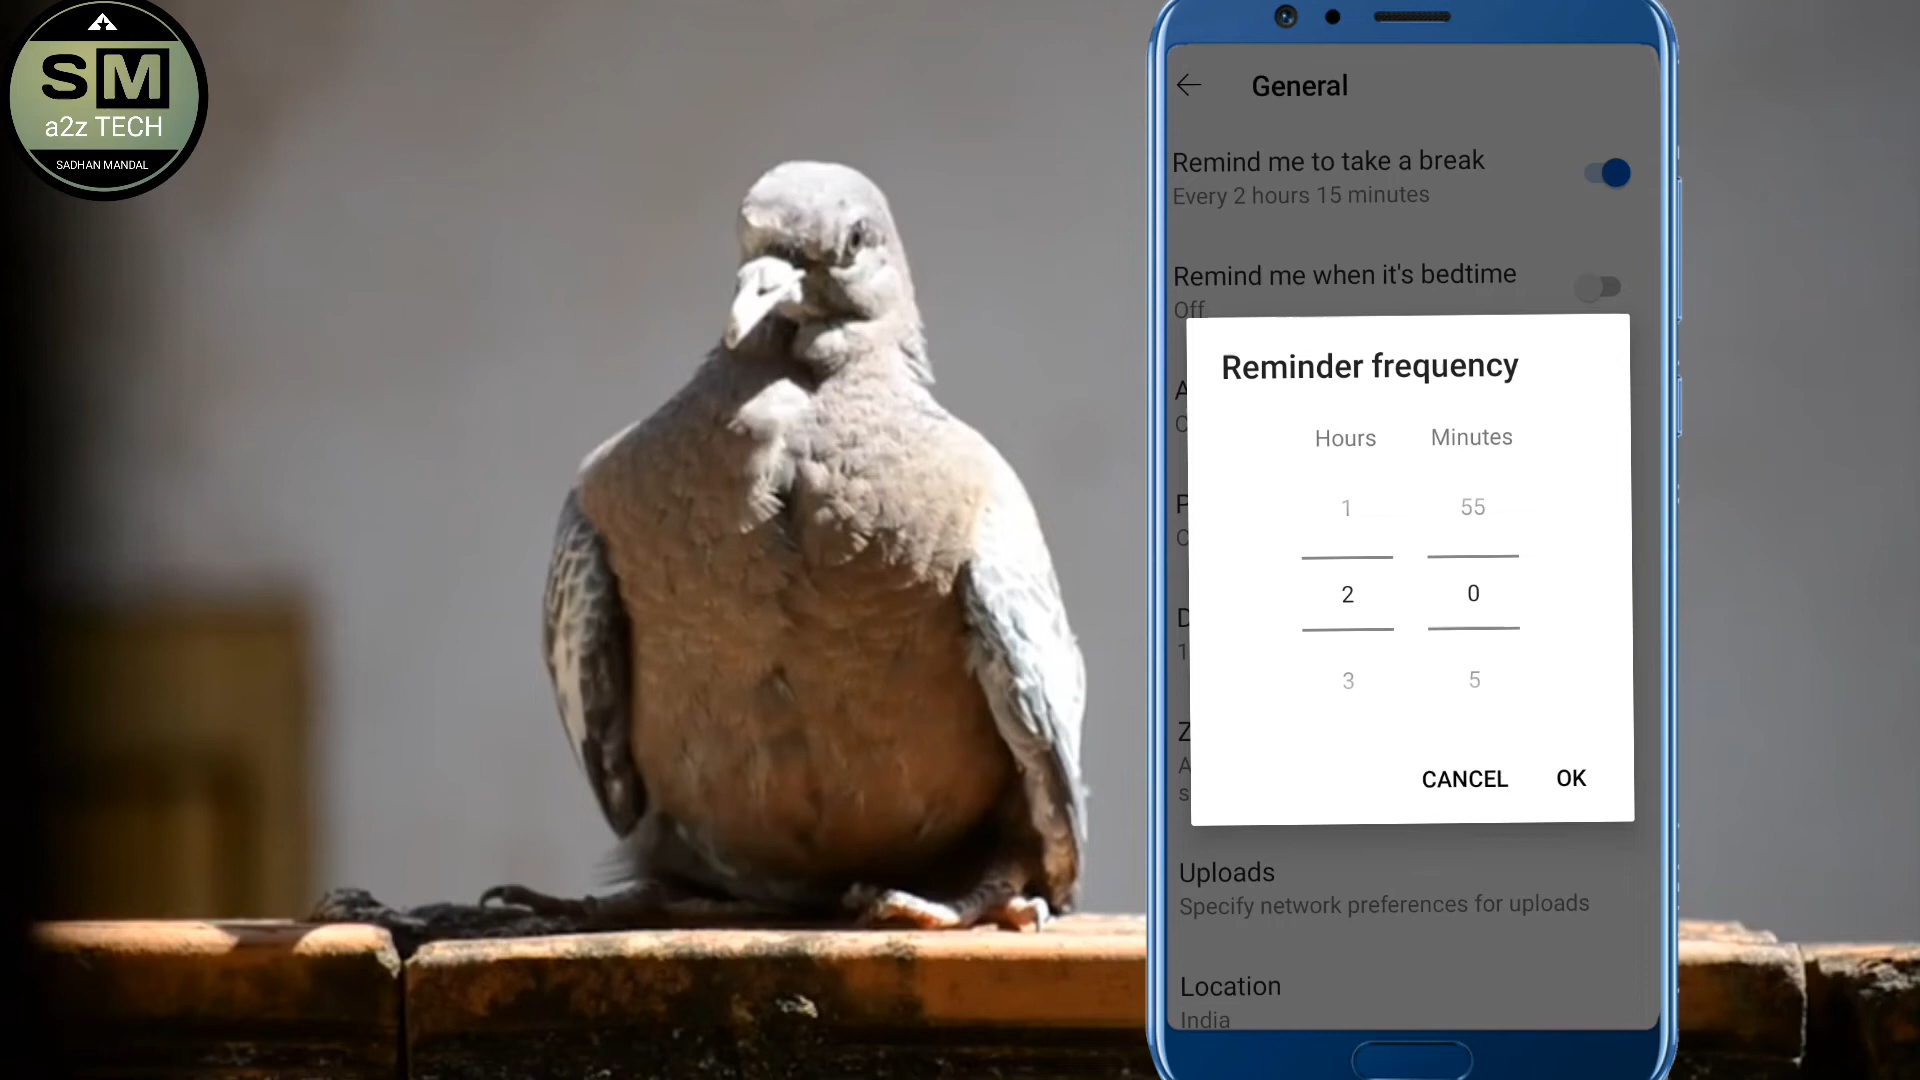 SM
a2z TECH
SADHAN MANDAL
General
Remind me to take a break
Every 2 hours 15 minutes
Remind me when it's bedtime
Off
Reminder frequency
Hours Minutes
1 55
2 0
3 5
CANCEL OK
Uploads
Specify network preferences for uploads
Location
India